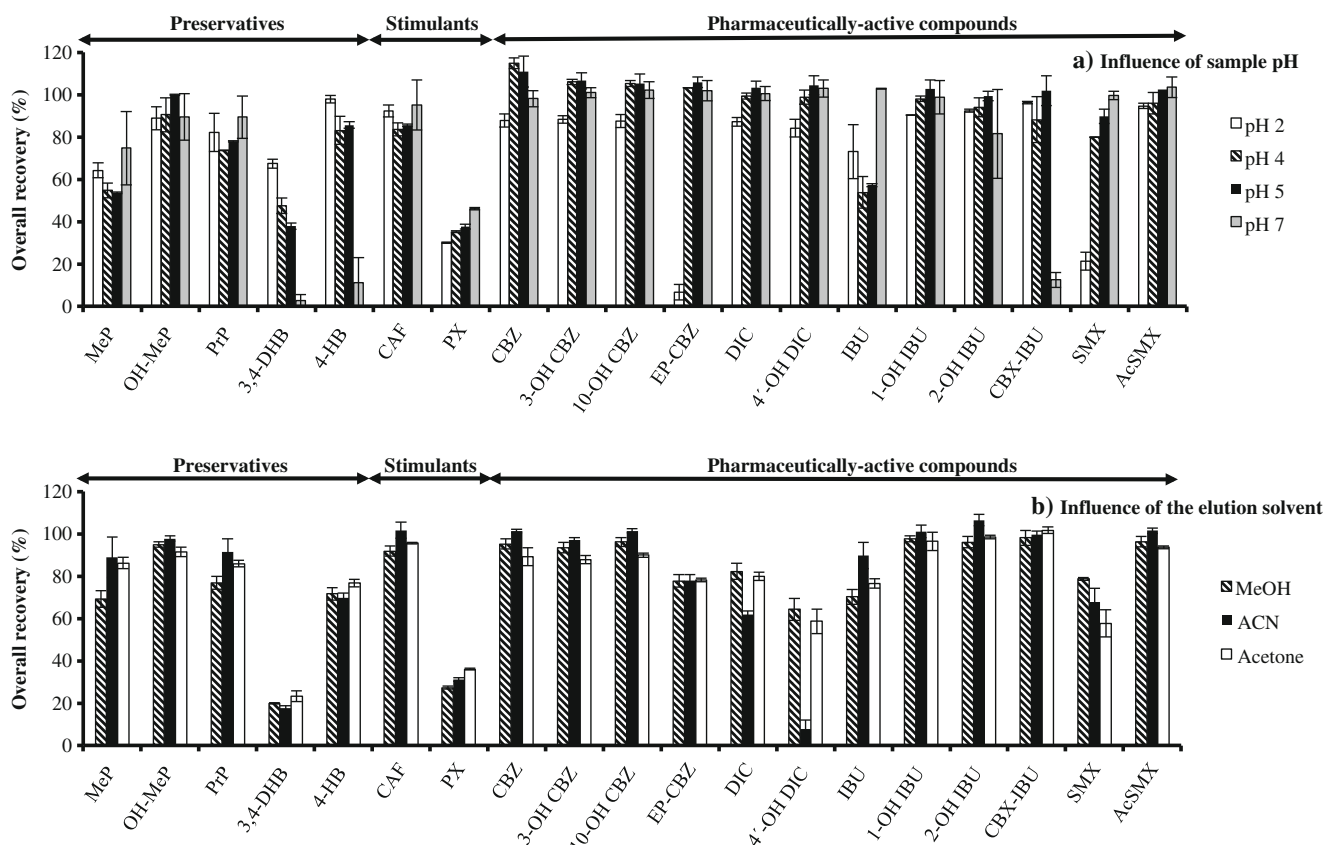 Preservatives Stimulants Pharmaceutically-active compounds
a) Influence of sample pH
Overall recovery (%)
120
100
80
60
40
20
0
pH 2
pH 4
pH 5
pH 7
MeP OH-MeP PrP 3,4-DHB 4-HB CAF PX CBZ 3-OH CBZ 10-OH CBZ EP-CBZ DIC 4´-OH DIC IBU 1-OH IBU 2-OH IBU CBX-IBU SMX AcSMX
Preservatives Stimulants Pharmaceutically-active compounds
b) Influence of the elution solvent
Overall recovery (%)
120
100
80
60
40
20
0
MeOH
ACN
Acetone
MeP OH-MeP PrP 3,4-DHB 4-HB CAF PX CBZ 3-OH CBZ 10-OH CBZ EP-CBZ DIC 4´-OH DIC IBU 1-OH IBU 2-OH IBU CBX-IBU SMX AcSMX